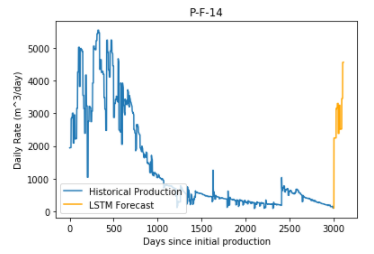 P-F-14
Daily Rate (m^3/day)
5000
4000
3000
2000
1000
0
Historical Production
LSTM Forecast
0 500 1000 1500 2000 2500 3000
Days since initial production